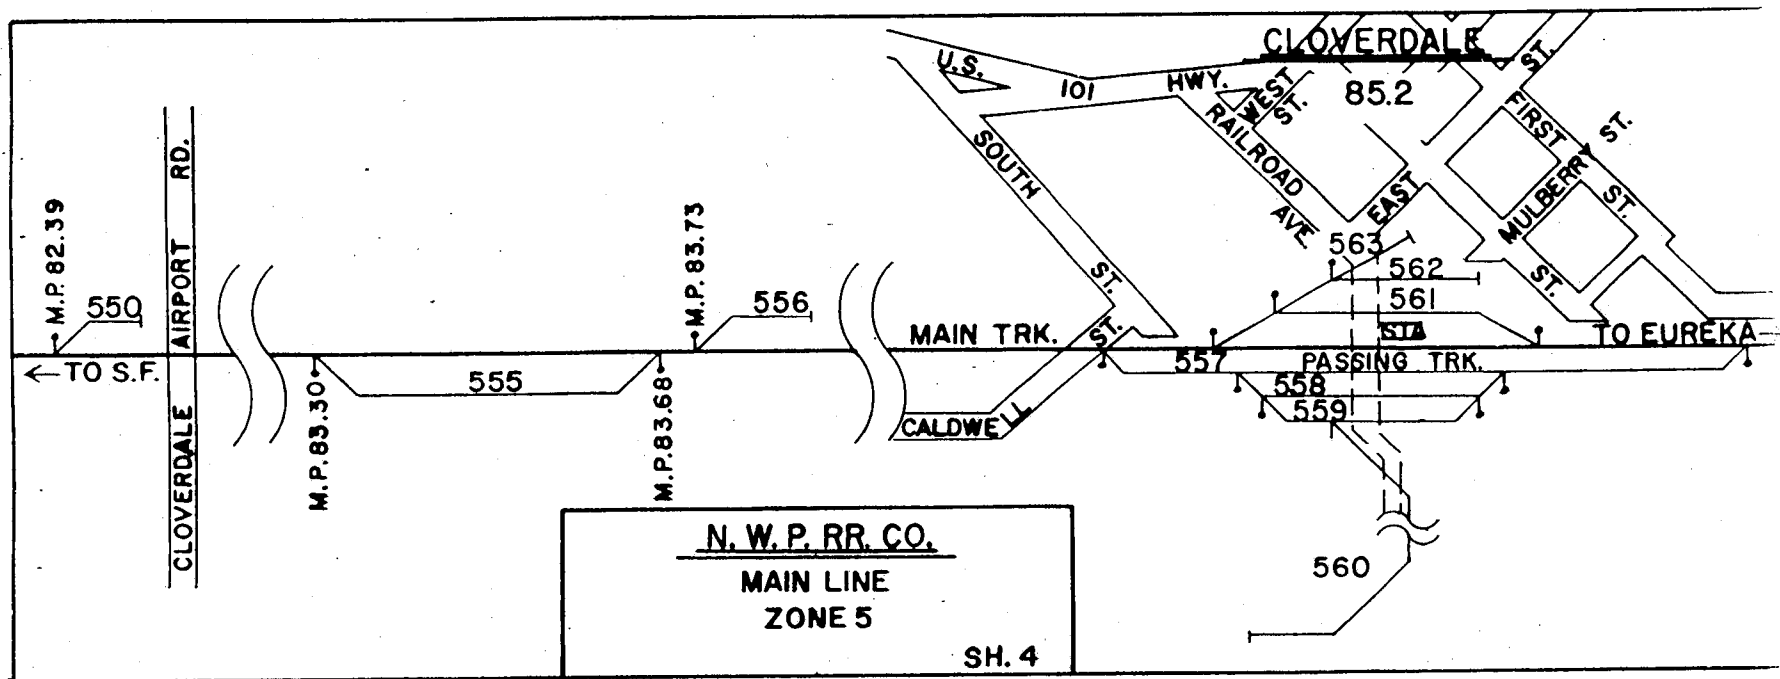 CLOVERDALE
85.2
U.S.
101
HWY.
WEST
ST.
ST.
FIRST
ST.
MULBERRY ST.
RAILROAD
AVE.
EAST
ST.
SOUTH
ST.
M.P. 82.39
CLOVERDALE AIRPORT RD.
M.P. 83.73
550
556
563
562
561
MAIN TRK.
ST.
STA
TO EUREKA
←TO S.F.
555
557
PASSING TRK.
558
559
CALDWELL
M.P. 83.30
M.P. 83.68
560
N. W. P. RR. CO.
MAIN LINE
ZONE 5
SH. 4